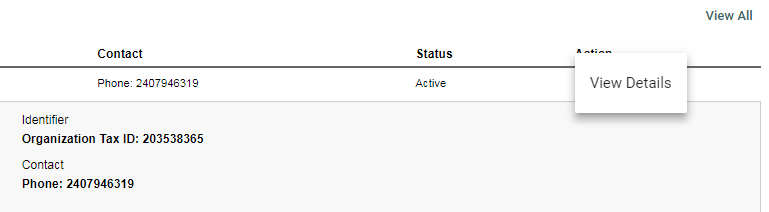 View All
Contact Status Action
Phone: 2407946319 Active
View Details
Identifier
Organization Tax ID: 203538365
Contact
Phone: 2407946319